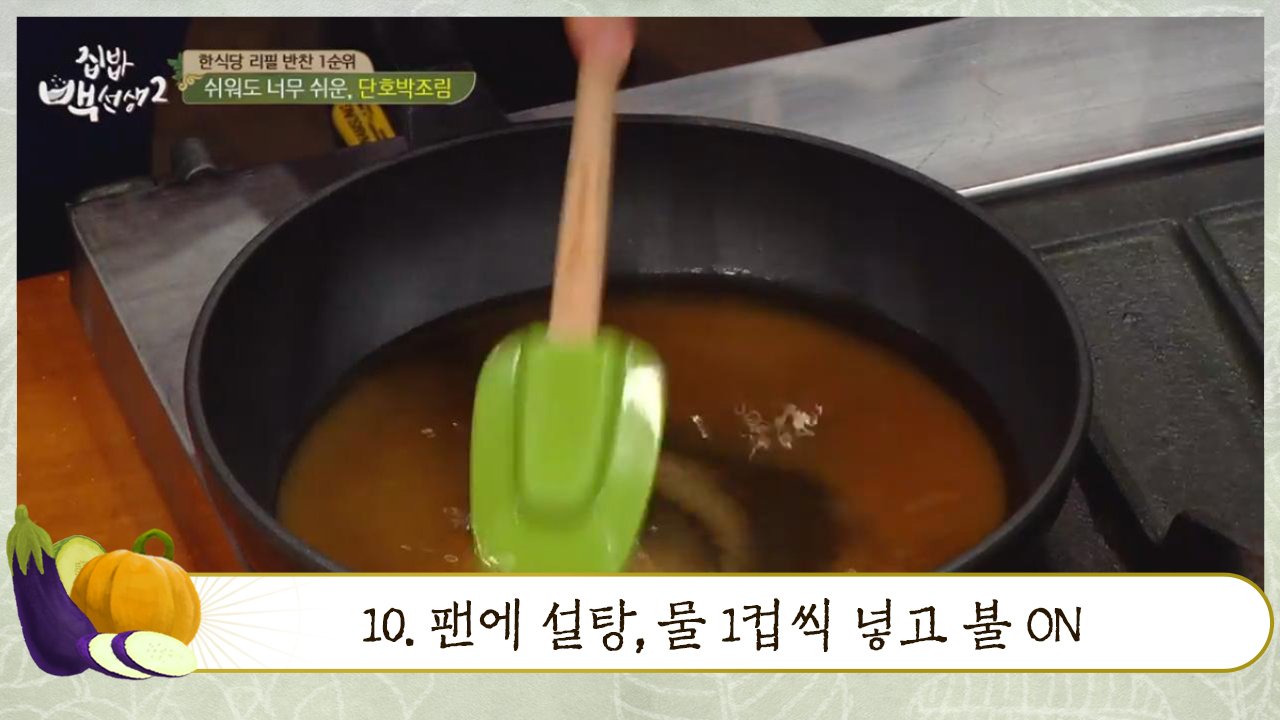 집밥
백선생2
한식당 리필 반찬 1순위
쉬워도 너무 쉬운, 단호박조림
10. 팬에 설탕, 물 1컵씩 넣고 불 ON